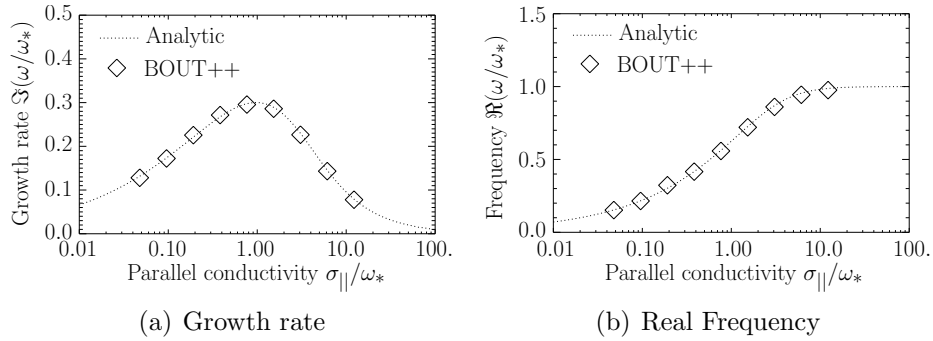 0.5
0.4
0.3
0.2
0.1
0.0
Growth rate ℑ(ω/ω*)
Analytic
BOUT++
0.01 0.10 1.00 10.0 100.
Parallel conductivity σ||/ω*
(a) Growth rate
1.5
1.0
0.5
0.0
Frequency ℜ(ω/ω*)
Analytic
BOUT++
0.01 0.10 1.00 10.0 100.
Parallel conductivity σ||/ω*
(b) Real Frequency